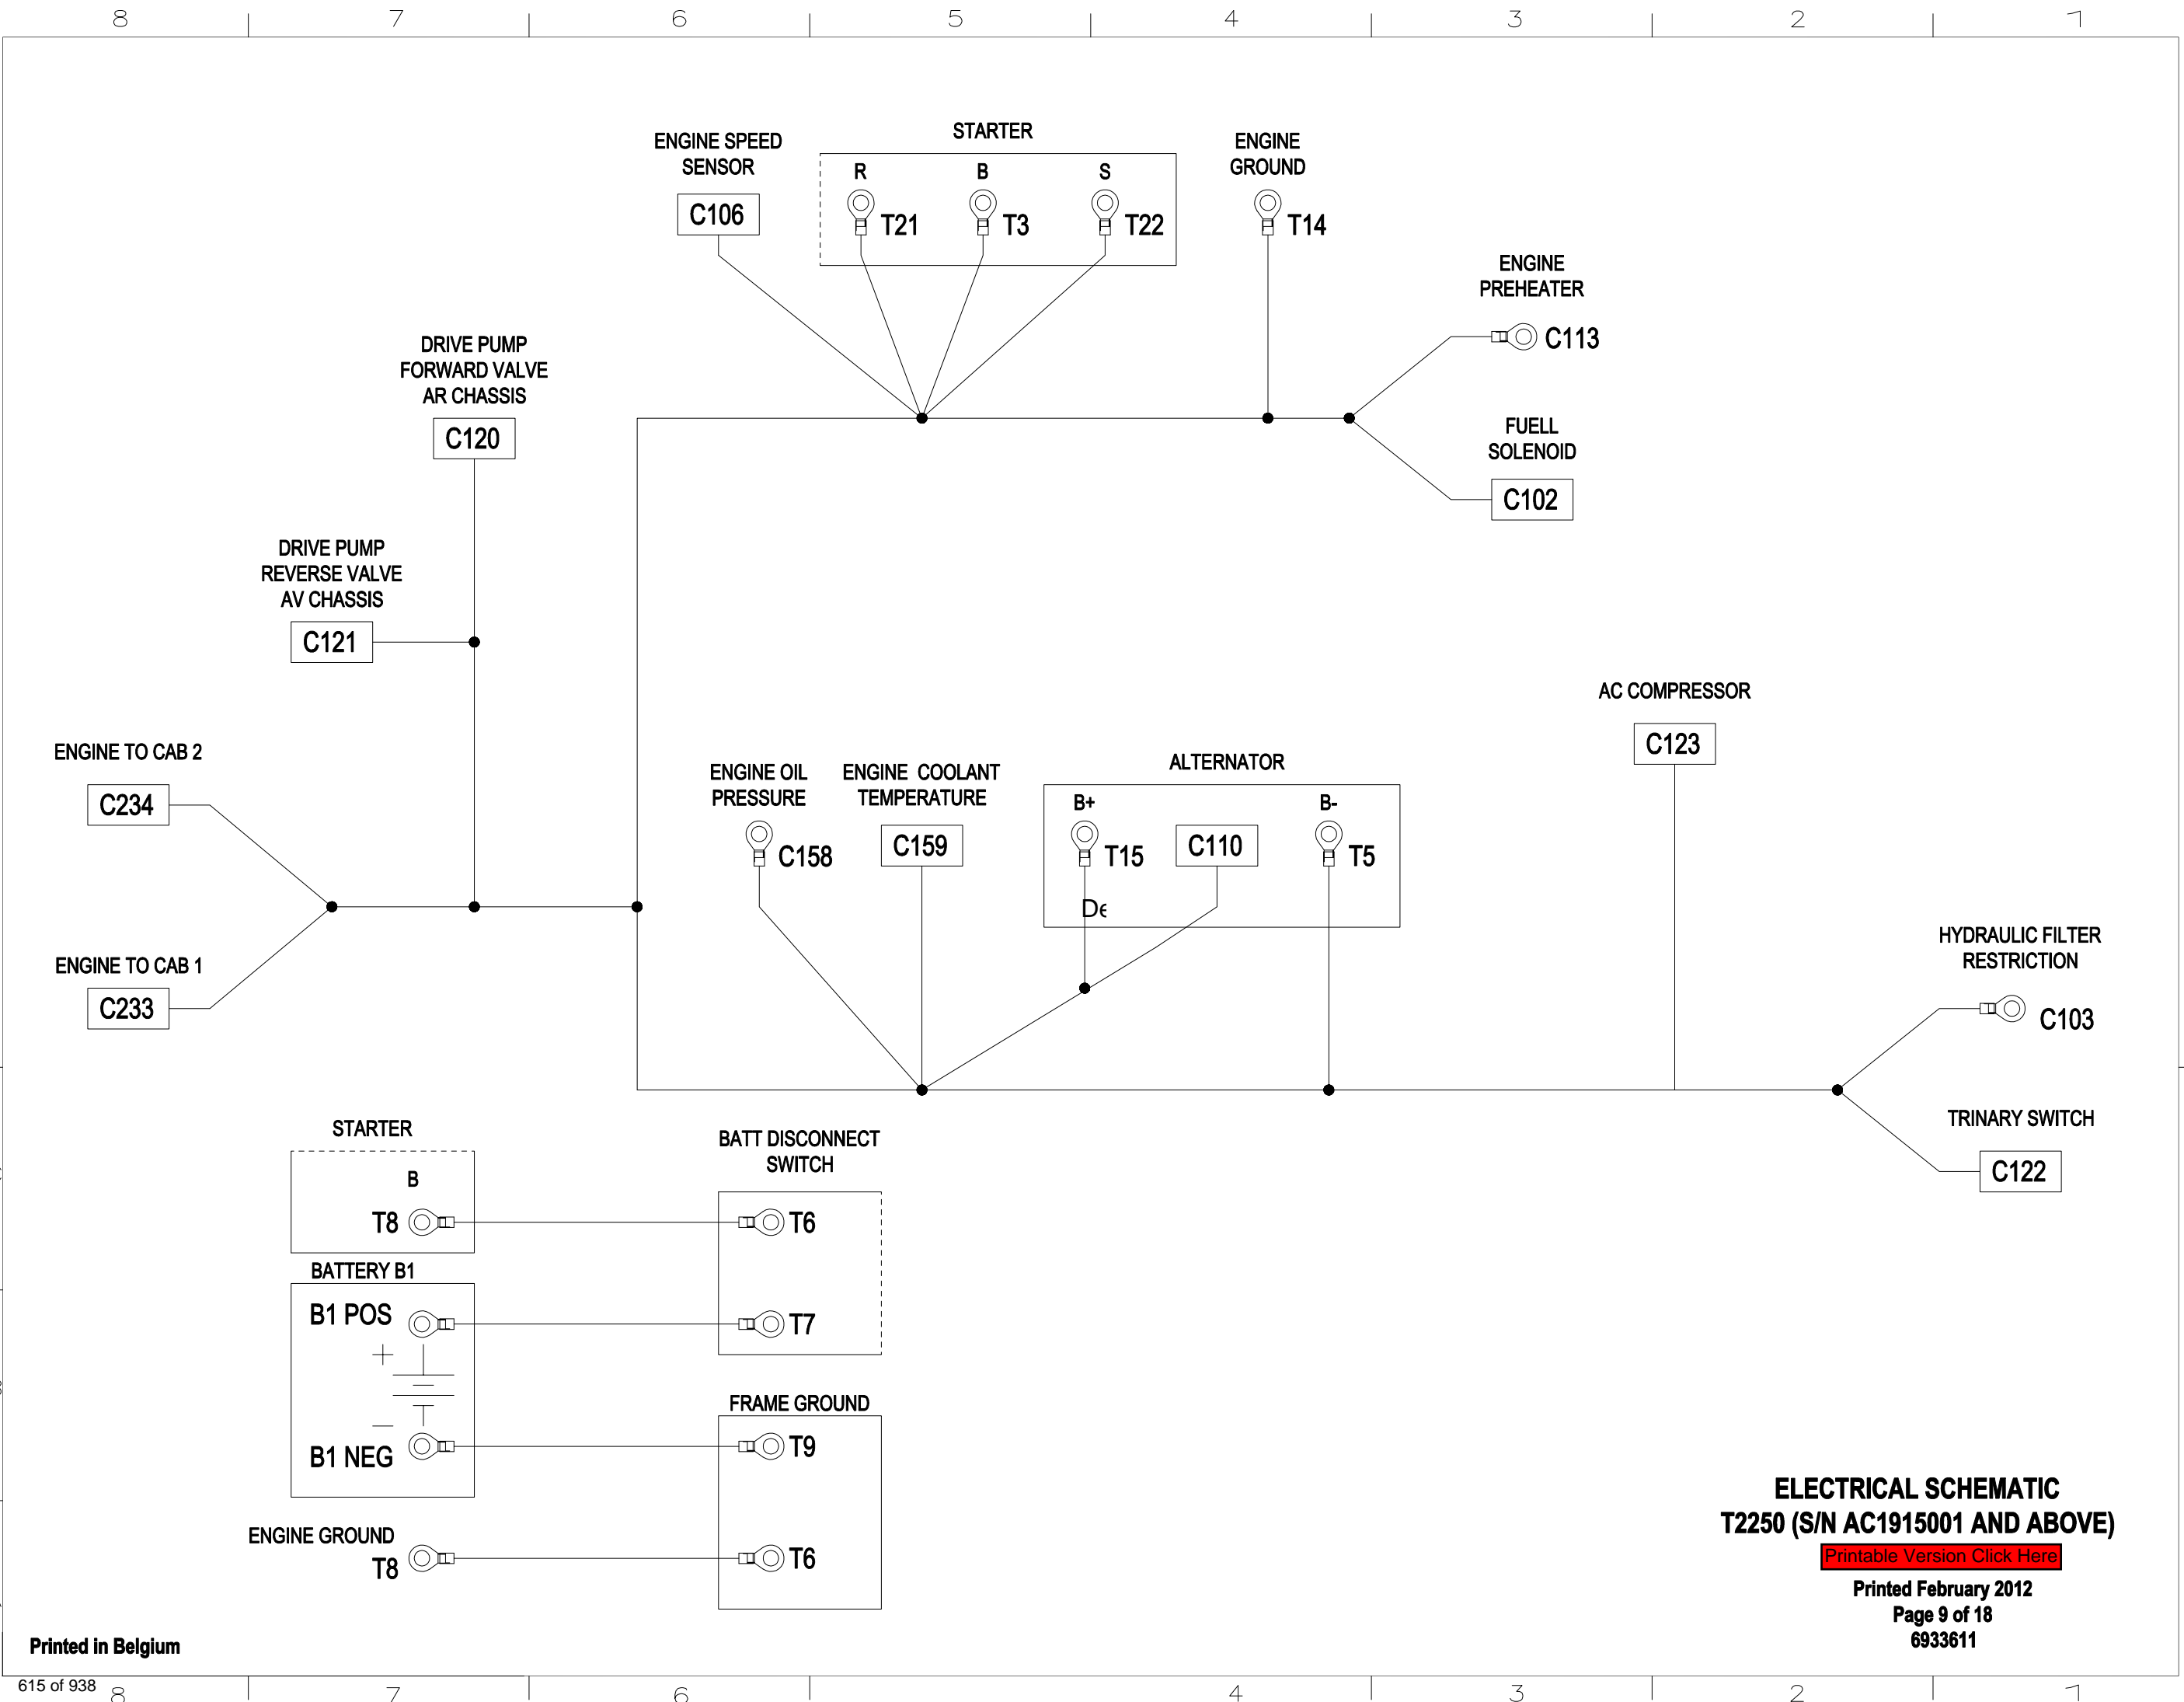 8 7 6 5 4 3 2 1
STARTER
ENGINE SPEED
SENSOR
ENGINE
GROUND
R B S
C106
T21
T3
T22
T14
ENGINE
PREHEATER
C113
DRIVE PUMP
FORWARD VALVE
AR CHASSIS
C120
FUELL
SOLENOID
C102
DRIVE PUMP
REVERSE VALVE
AV CHASSIS
C121
AC COMPRESSOR
C123
ENGINE TO CAB 2
C234
ENGINE OIL
PRESSURE
C158
ENGINE COOLANT
TEMPERATURE
C159
ALTERNATOR
B+
B-
T15
C110
T5
ENGINE TO CAB 1
C233
HYDRAULIC FILTER
RESTRICTION
C103
TRINARY SWITCH
C122
STARTER
B
T8
BATT DISCONNECT
SWITCH
T6
T7
BATTERY B1
B1 POS
+
−
B1 NEG
FRAME GROUND
T9
T6
ENGINE GROUND
T8
ELECTRICAL SCHEMATIC
T2250 (S/N AC1915001 AND ABOVE)
Printable Version Click Here
Printed February 2012
Page 9 of 18
6933611
Printed in Belgium
615 of 938
8 7 6 4 3 2 1